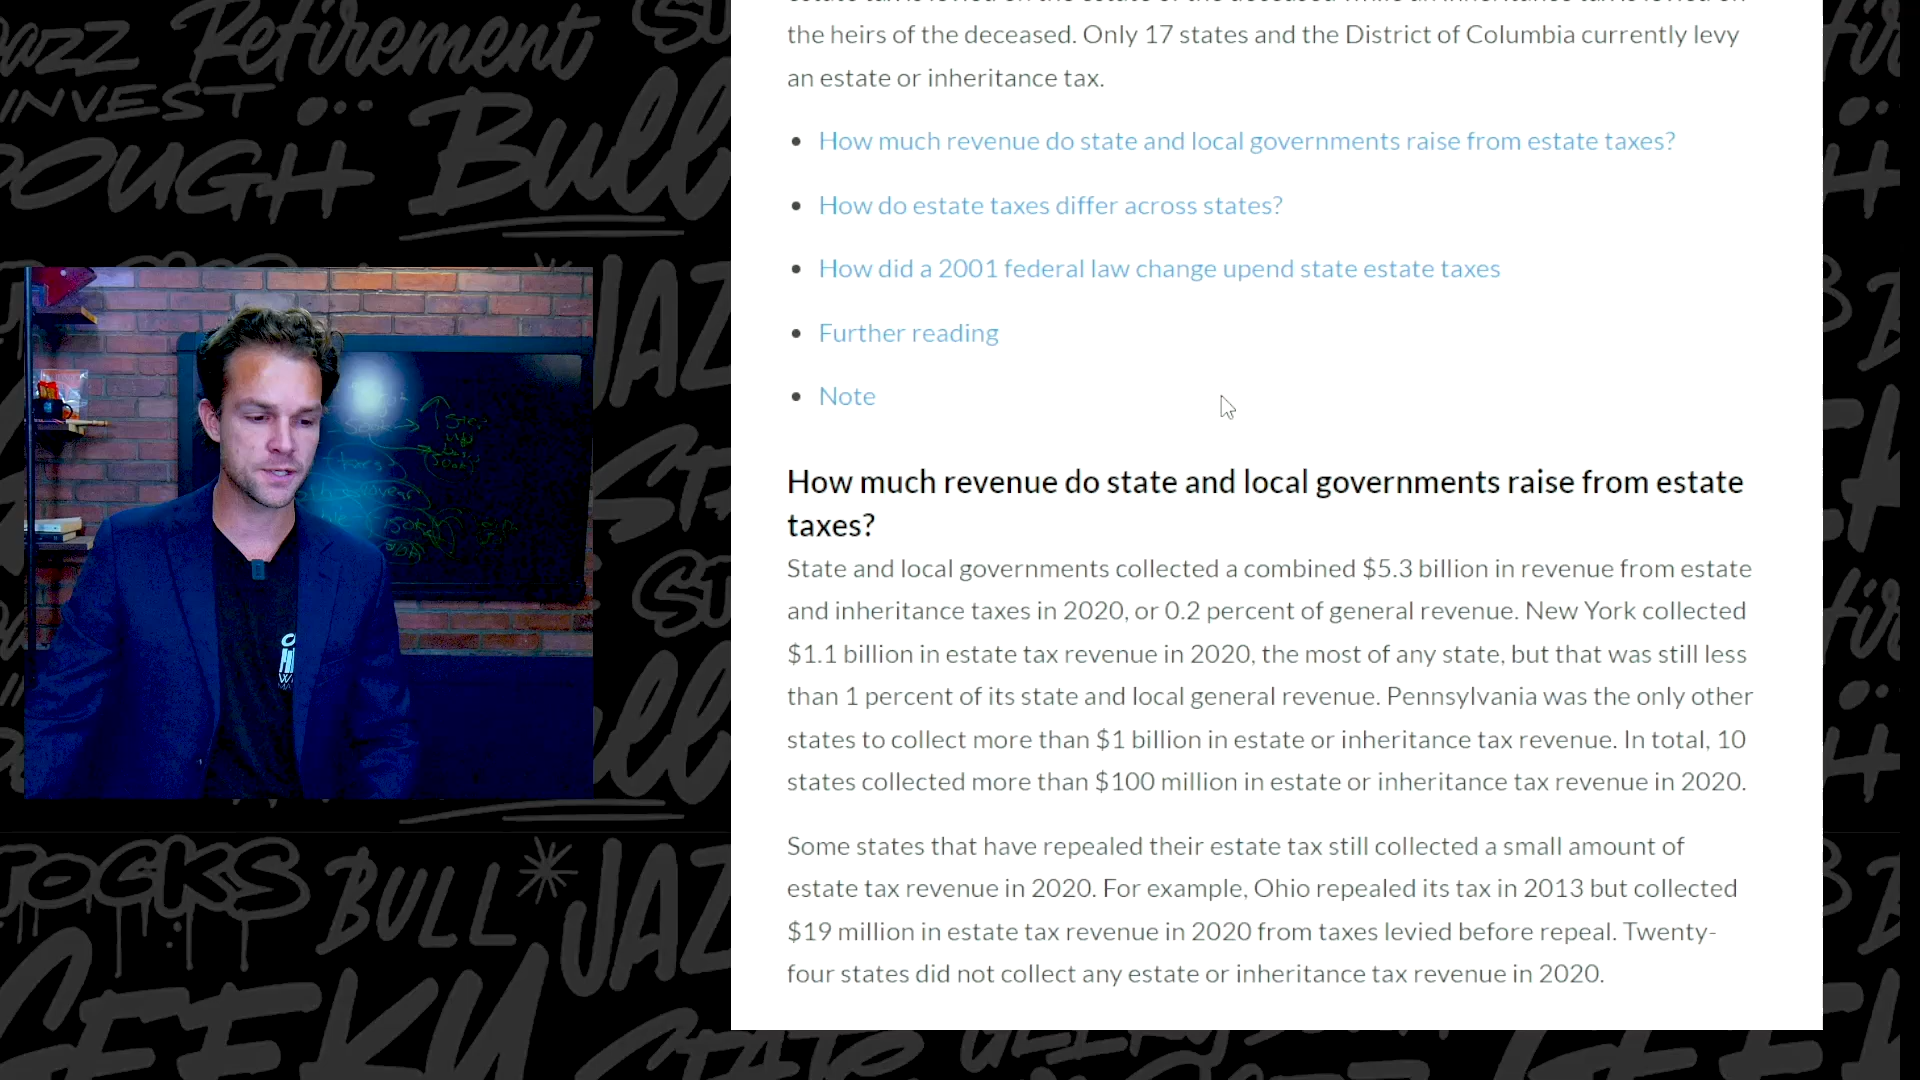 Jazz Retirement
INVEST
DOUGH Bull
the heirs of the deceased. Only 17 states and the District of Columbia currently levy
an estate or inheritance tax.
• How much revenue do state and local governments raise from estate taxes?
• How do estate taxes differ across states?
• How did a 2001 federal law change upend state estate taxes
• Further reading
• Note
How much revenue do state and local governments raise from estate
taxes?
State and local governments collected a combined $5.3 billion in revenue from estate
and inheritance taxes in 2020, or 0.2 percent of general revenue. New York collected
$1.1 billion in estate tax revenue in 2020, the most of any state, but that was still less
than 1 percent of its state and local general revenue. Pennsylvania was the only other
states to collect more than $1 billion in estate or inheritance tax revenue. In total, 10
states collected more than $100 million in estate or inheritance tax revenue in 2020.
Some states that have repealed their estate tax still collected a small amount of
estate tax revenue in 2020. For example, Ohio repealed its tax in 2013 but collected
$19 million in estate tax revenue in 2020 from taxes levied before repeal. Twenty-
four states did not collect any estate or inheritance tax revenue in 2020.
BULL